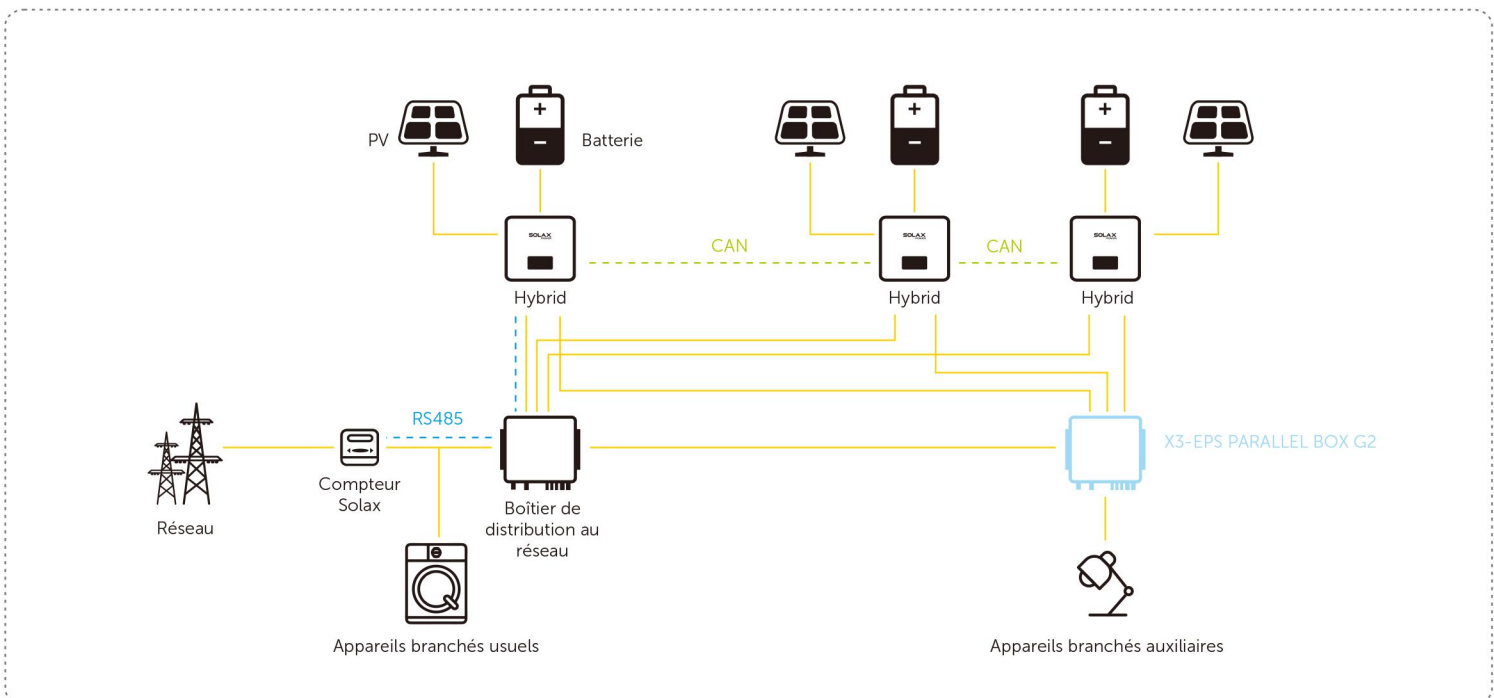 PV
Batterie
SOLAX
SOLAX
SOLAX
CAN
CAN
Hybrid
Hybrid
Hybrid
RS485
X3-EPS PARALLEL BOX G2
Compteur
Solax
Boîtier de
distribution au
réseau
Réseau
Appareils branchés usuels
Appareils branchés auxiliaires